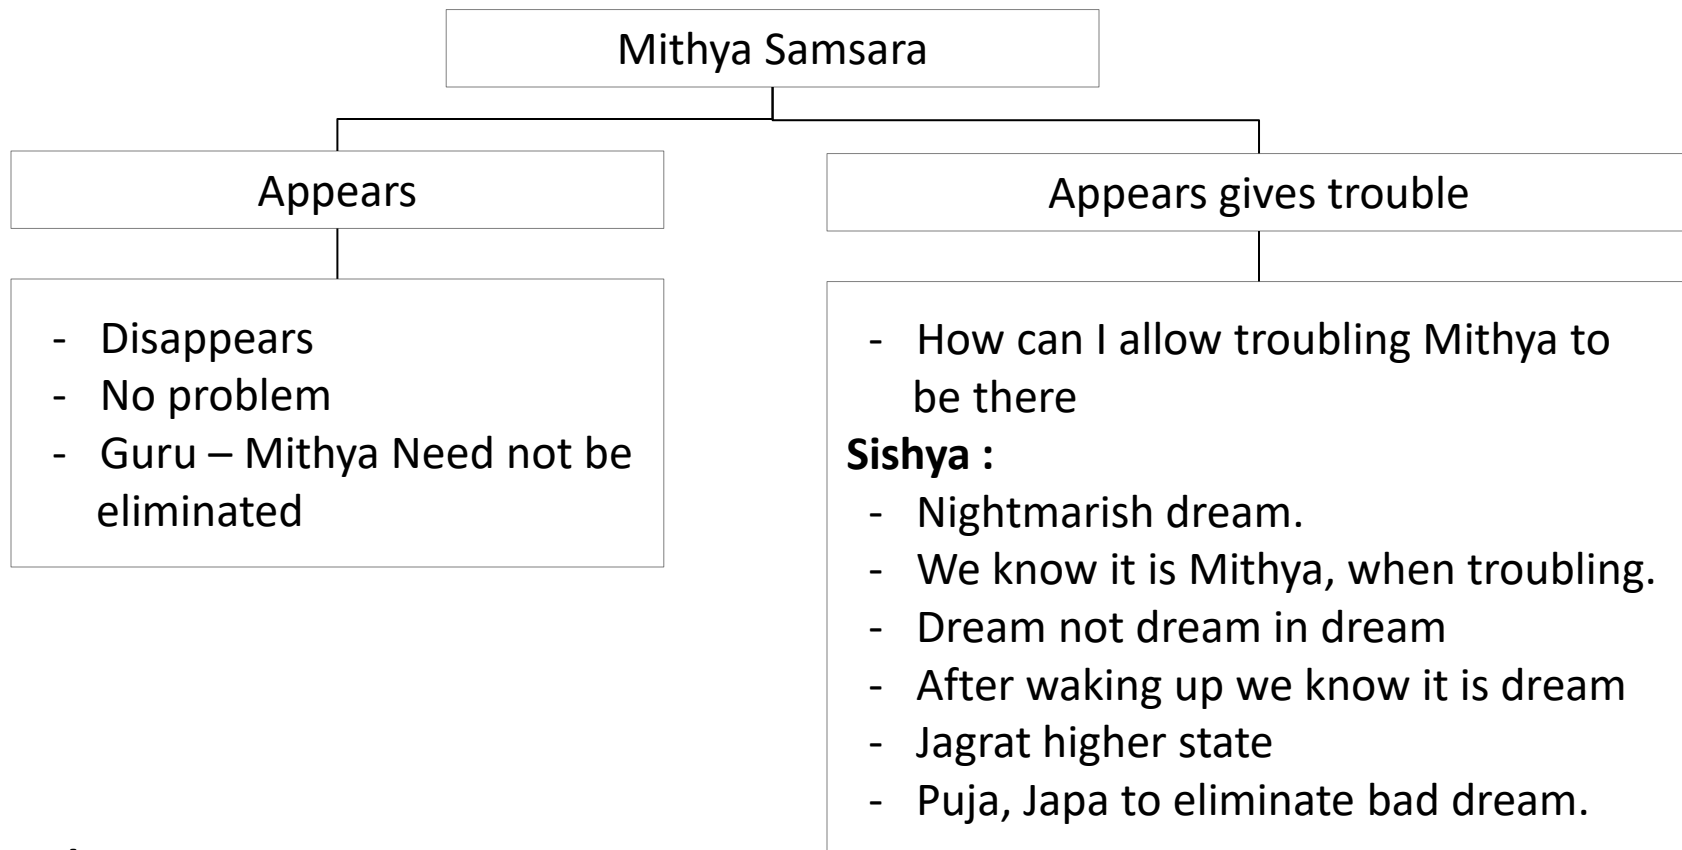 Mithya Samsara
Appears
- Disappears
- No problem
- Guru – Mithya Need not be
eliminated
Appears gives trouble
- How can I allow troubling Mithya to
be there
Sishya :
- Nightmarish dream.
- We know it is Mithya, when troubling.
- Dream not dream in dream
- After waking up we know it is dream
- Jagrat higher state
- Puja, Japa to eliminate bad dream.